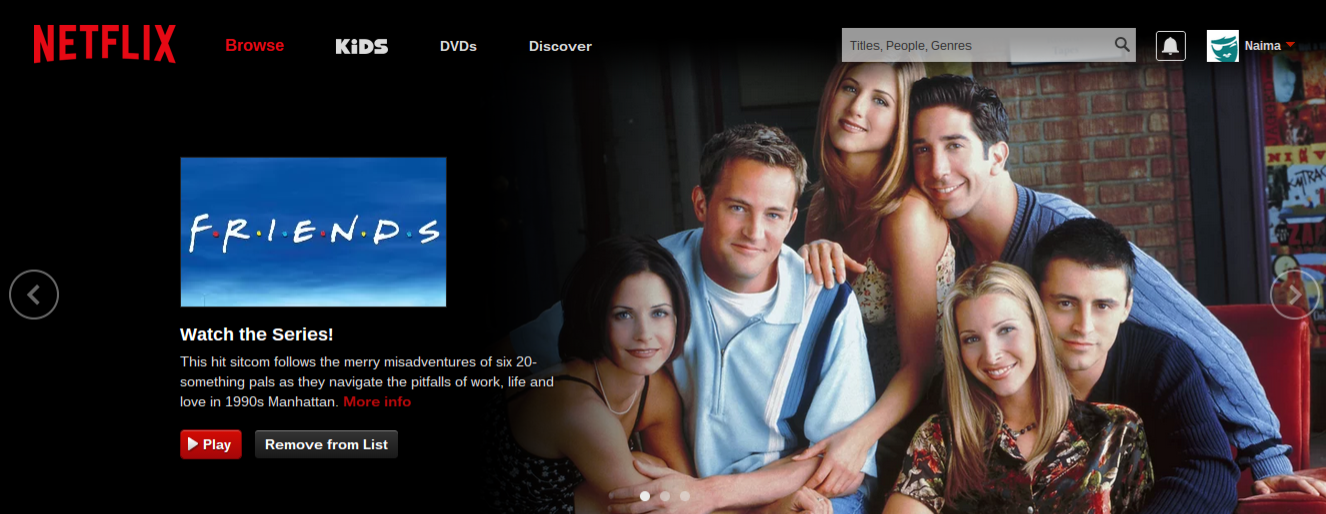 NETFLIX
Browse
KiDS
DVDs
Discover
Titles, People, Genres
Naima
F·R·I·E·N·D·S
Watch the Series!
This hit sitcom follows the merry misadventures of six 20-
something pals as they navigate the pitfalls of work, life and
love in 1990s Manhattan. More info
Play
Remove from List